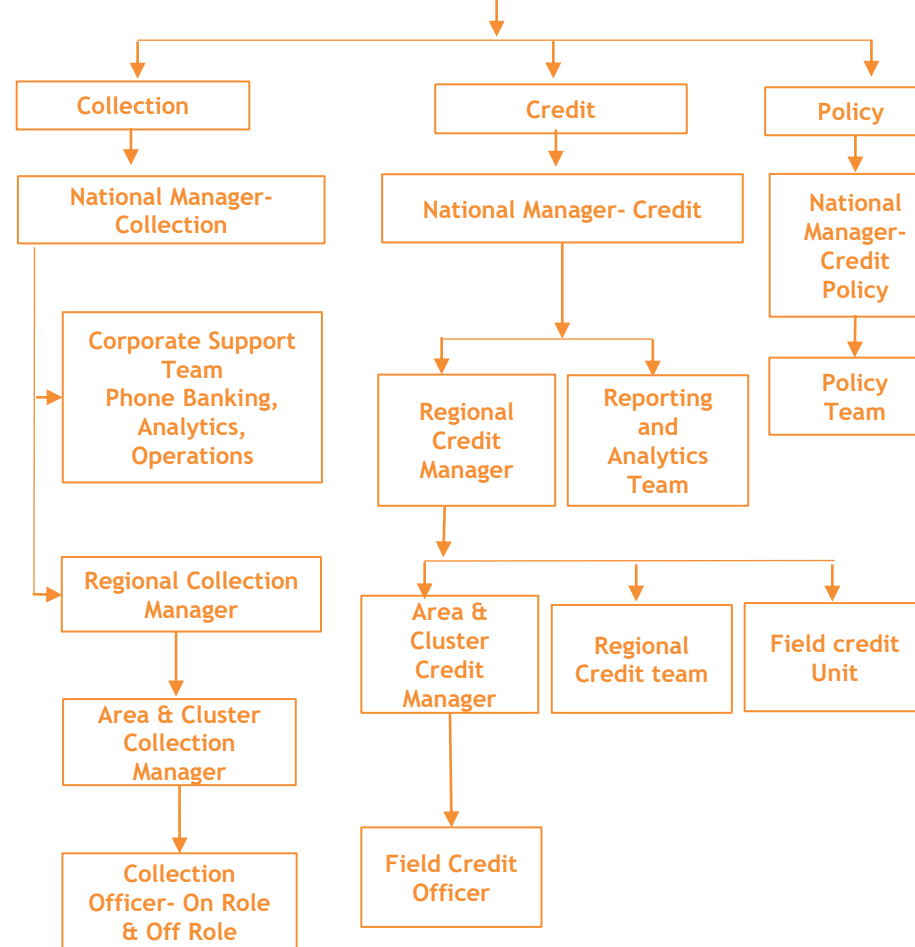 Collection
Credit
Policy
National Manager-
Collection
National Manager- Credit
National
Manager-
Credit
Policy
Corporate Support
Team
Phone Banking,
Analytics,
Operations
Regional
Credit
Manager
Reporting
and
Analytics
Team
Policy
Team
Regional Collection
Manager
Area &
Cluster
Credit
Manager
Regional
Credit team
Field credit
Unit
Area & Cluster
Collection
Manager
Field Credit
Officer
Collection
Officer- On Role
& Off Role